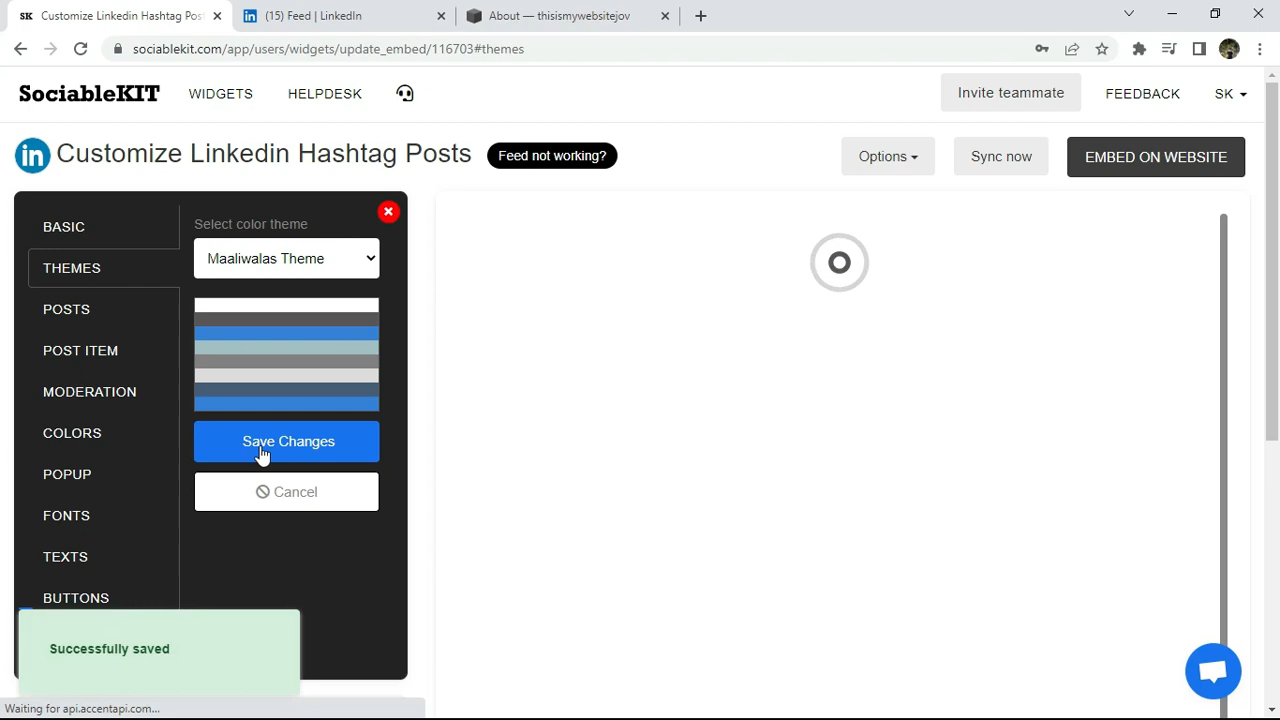 SK Customize Linkedin Hashtag Post
(15) Feed | LinkedIn
About — thisismywebsitejov
sociablekit.com/app/users/widgets/update_embed/116703#themes
SociableKIT
WIDGETS
HELPDESK
Invite teammate
FEEDBACK
SK
in Customize Linkedin Hashtag Posts
Feed not working?
Options
Sync now
EMBED ON WEBSITE
BASIC
THEMES
POSTS
POST ITEM
MODERATION
COLORS
POPUP
FONTS
TEXTS
BUTTONS
Select color theme
Maaliwalas Theme
Save Changes
Cancel
Successfully saved
Waiting for api.accentapi.com...